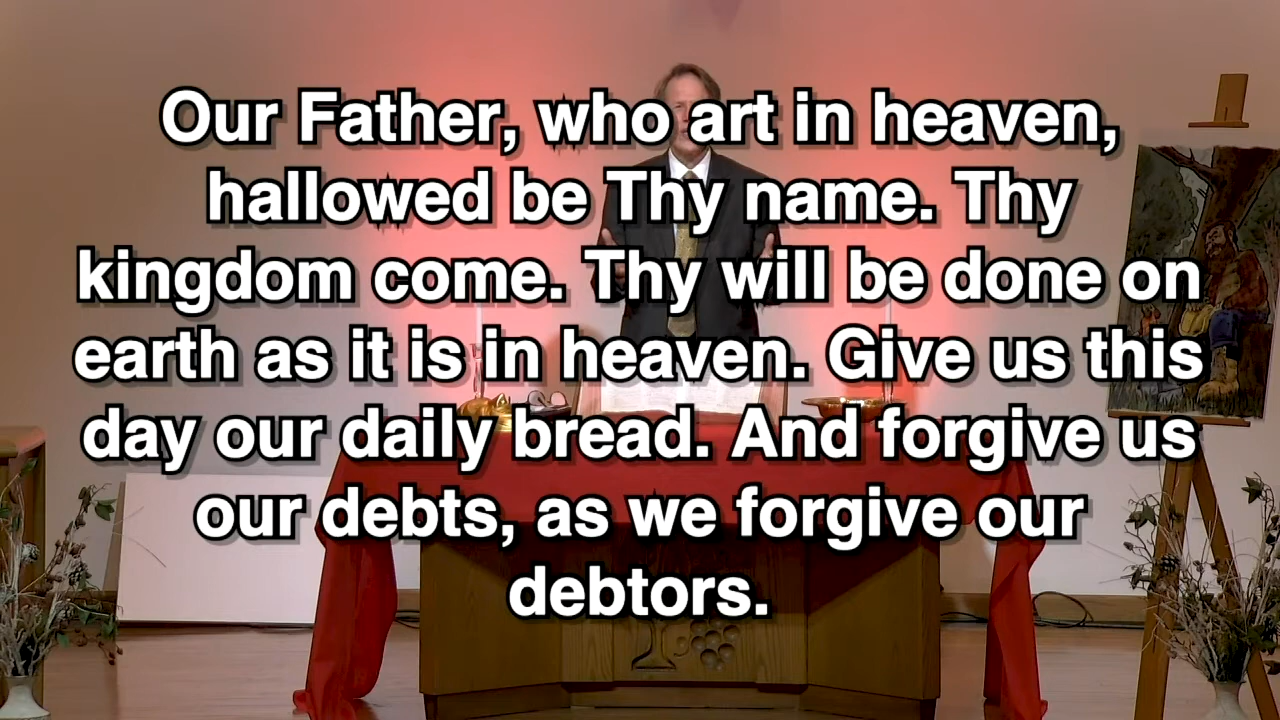 Our Father, who art in heaven,
hallowed be Thy name. Thy
kingdom come. Thy will be done on
earth as it is in heaven. Give us this
day our daily bread. And forgive us
our debts, as we forgive our
debtors.